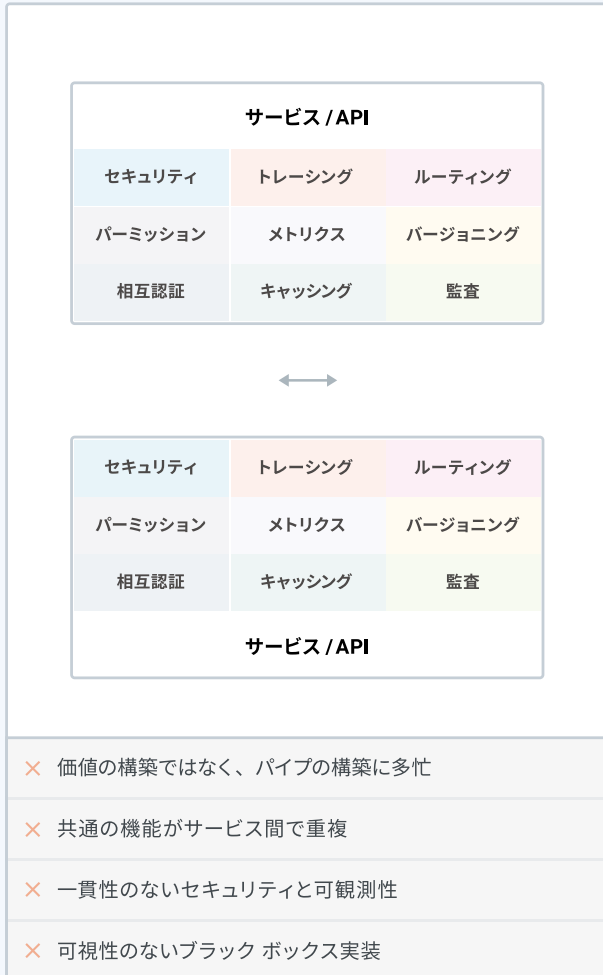 サービス / API
セキュリティ トレーシング ルーティング
パーミッション メトリクス バージョニング
相互認証 キャッシング 監査
セキュリティ トレーシング ルーティング
パーミッション メトリクス バージョニング
相互認証 キャッシング 監査
サービス / API
× 価値の構築ではなく、パイプの構築に多忙
× 共通の機能がサービス間で重複
× 一貫性のないセキュリティと可観測性
× 可視性のないブラック ボックス実装